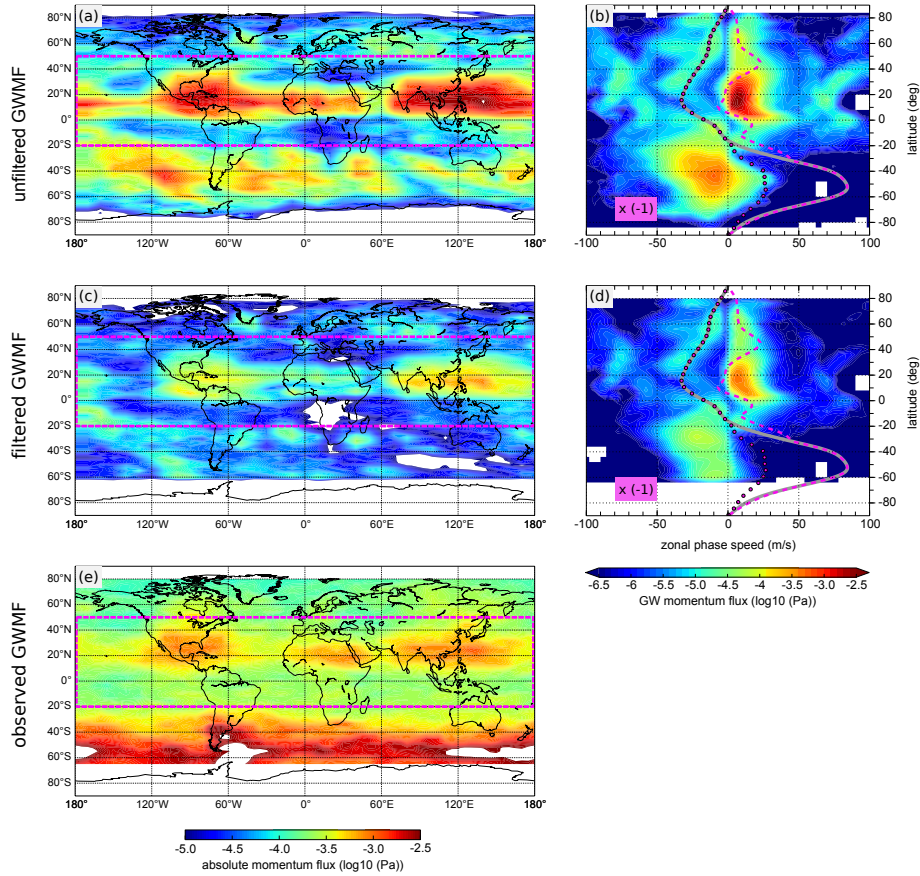 (a)
80°N
60°N
40°N
20°N
0°
20°S
40°S
60°S
80°S
180° 120°W 60°W 0° 60°E 120°E 180°
unfiltered GWMF
(b)
80
60
40
20
0
-20
-40
-60
-80
latitude (deg)
x (-1)
-100 -50 0 50 100
(c)
80°N
60°N
40°N
20°N
0°
20°S
40°S
60°S
80°S
180° 120°W 60°W 0° 60°E 120°E 180°
filtered GWMF
(d)
80
60
40
20
0
-20
-40
-60
-80
latitude (deg)
x (-1)
-100 -50 0 50 100
zonal phase speed (m/s)
-6.5 -6 -5.5 -5 -4.5 -4 -3.5 -3.0 -2.5
GW momentum flux (log10 (Pa))
(e)
80°N
60°N
40°N
20°N
0°
20°S
40°S
60°S
80°S
180° 120°W 60°W 0° 60°E 120°E 180°
observed GWMF
-5.0 -4.5 -4.0 -3.5 -3.0 -2.5
absolute momentum flux (log10 (Pa))